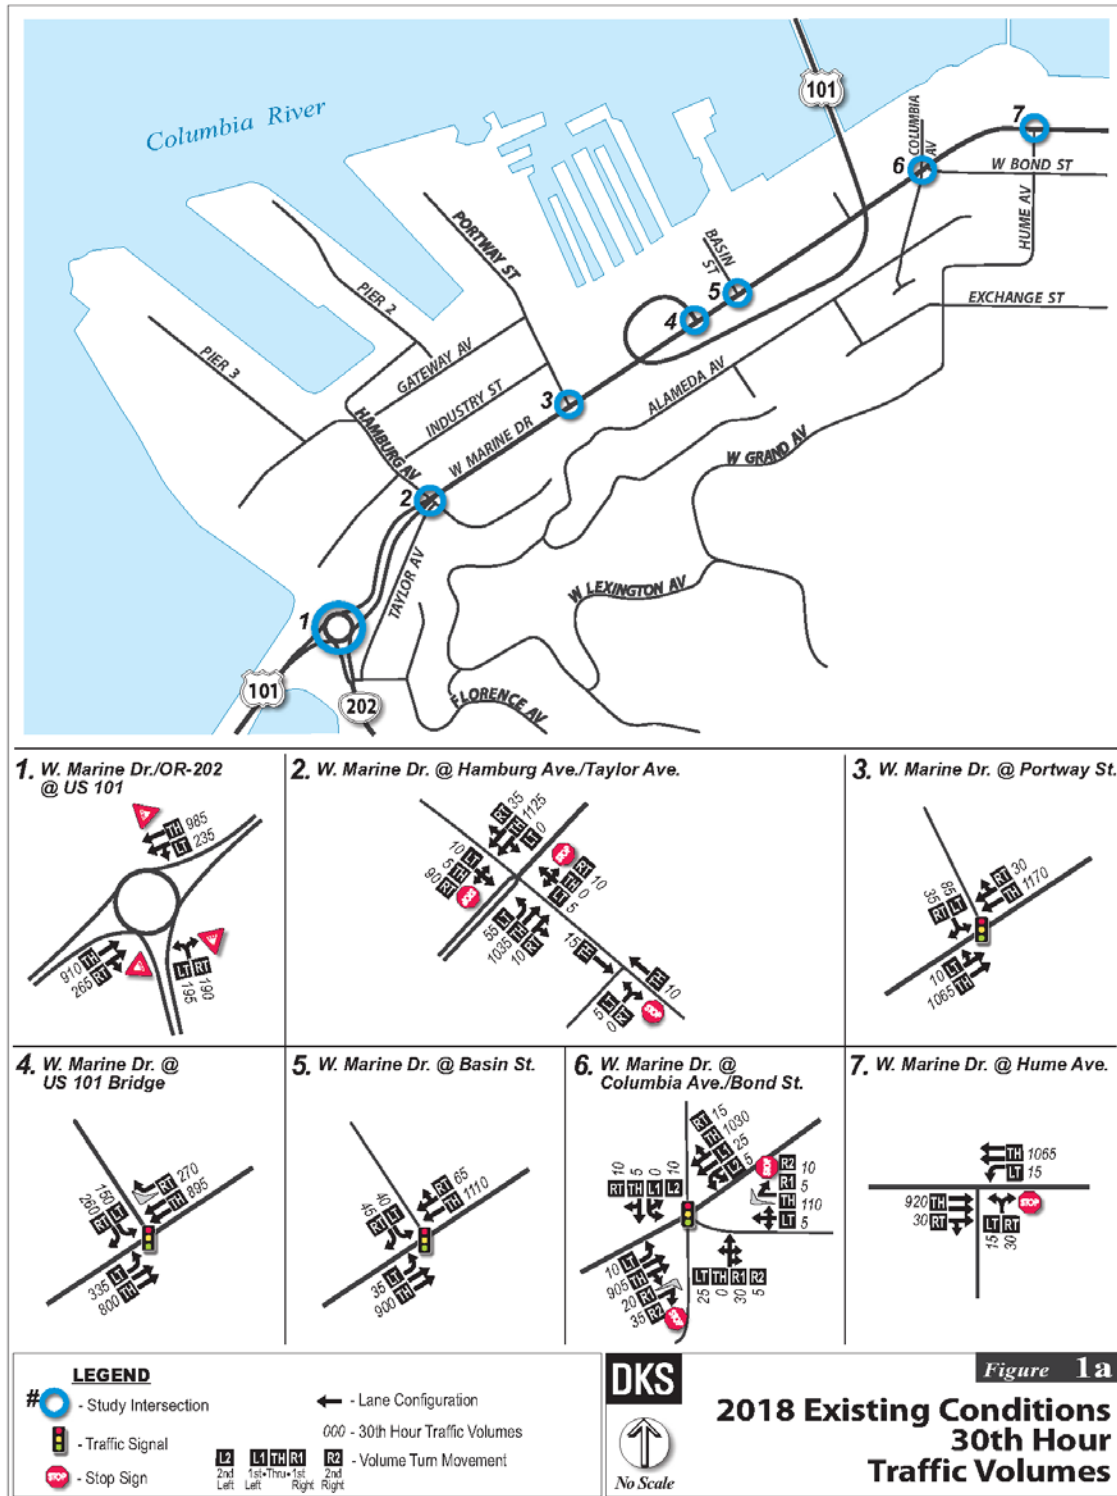 Columbia River
101
COLUMBIA AV
7
6
W BOND ST
HUME AV
PORTWAY ST
BASIN ST
5
4
EXCHANGE ST
PIER 2
PIER 3
GATEWAY AV
INDUSTRY ST
3
ALAMEDA AV
HAMBURG AV
W MARINE DR
W GRAND AV
2
TAYLOR AV
W LEXINGTON AV
1
101
202
FLORENCE AV
1. W. Marine Dr./OR-202
@ US 101
TH 985
LT 235
910 TH
265 RT
LT RT
195 190
2. W. Marine Dr. @ Hamburg Ave./Taylor Ave.
RT 35
TH 1125
LT 0
10 LT
5 TH
90 RT
STOP
STOP
RT 10
TH 0
LT 5
55 LT
1035 TH
10 RT
15 TH
TH 10
5 LT
0 RT
STOP
3. W. Marine Dr. @ Portway St.
RT 30
TH 1170
35 85
RT LT
10 LT
1065 TH
4. W. Marine Dr. @
US 101 Bridge
RT 270
TH 895
260 150
RT LT
335 LT
800 TH
5. W. Marine Dr. @ Basin St.
RT 65
TH 1110
45 40
RT LT
35 LT
900 TH
6. W. Marine Dr. @
Columbia Ave./Bond St.
RT 15
TH 1030
L1 25
L2 5
10 5 0 10
RT TH L1 L2
STOP
R2 10
R1 5
TH 110
LT 5
10 LT
905 TH
20 R1
35 R2
STOP
LT TH R1 R2
25 0 30 5
7. W. Marine Dr. @ Hume Ave.
TH 1065
LT 15
920 TH
30 RT
STOP
LT RT
15 30
LEGEND
# - Study Intersection
- Traffic Signal
STOP - Stop Sign
- Lane Configuration
000 - 30th Hour Traffic Volumes
L2 L1 TH R1 R2 - Volume Turn Movement
2nd Left 1st Left •Thru• 1st Right 2nd Right
DKS
No Scale
Figure 1a
2018 Existing Conditions
30th Hour
Traffic Volumes